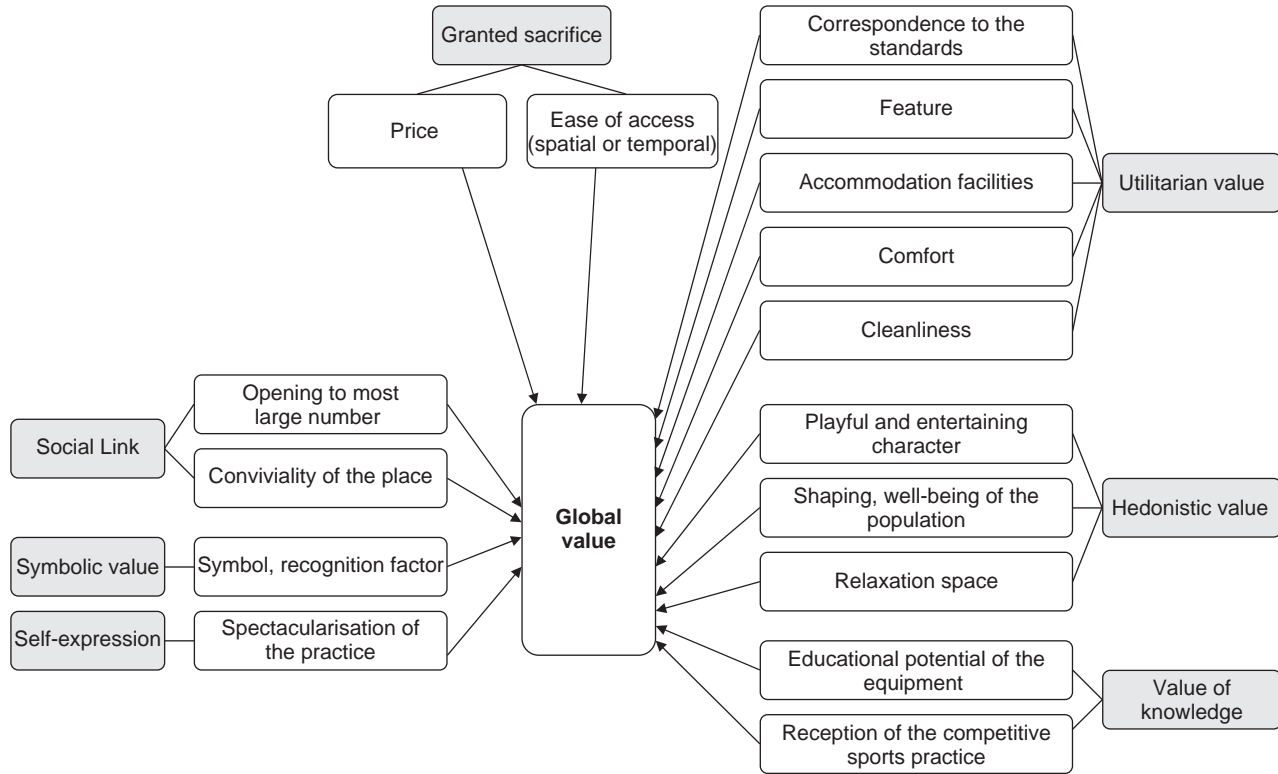 Granted sacrifice
Price
Ease of access
(spatial or temporal)
Correspondence to the
standards
Feature
Accommodation facilities
Comfort
Cleanliness
Utilitarian value
Social Link
Opening to most
large number
Conviviality of the place
Symbolic value
Symbol, recognition factor
Self-expression
Spectacularisation of
the practice
Global
value
Playful and entertaining
character
Shaping, well-being of the
population
Relaxation space
Hedonistic value
Educational potential of the
equipment
Reception of the competitive
sports practice
Value of
knowledge